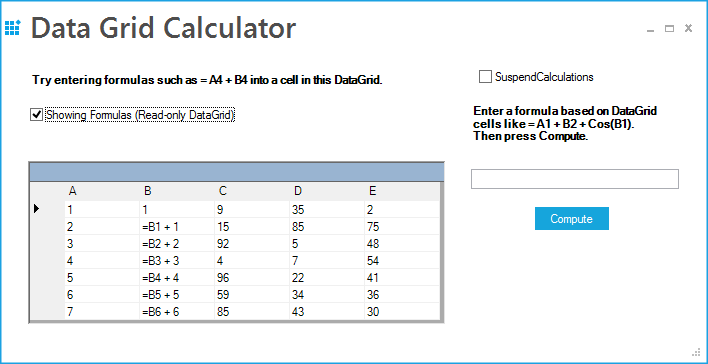 Data Grid Calculator
Try entering formulas such as = A4 + B4 into a cell in this DataGrid.
SuspendCalculations
Showing Formulas (Read-only DataGrid)
Enter a formula based on DataGrid
cells like = A1 + B2 + Cos(B1).
Then press Compute.
Compute
A B C D E
1 1 9 35 2
2 =B1 + 1 15 85 75
3 =B2 + 2 92 5 48
4 =B3 + 3 4 7 54
5 =B4 + 4 96 22 41
6 =B5 + 5 59 34 36
7 =B6 + 6 85 43 30